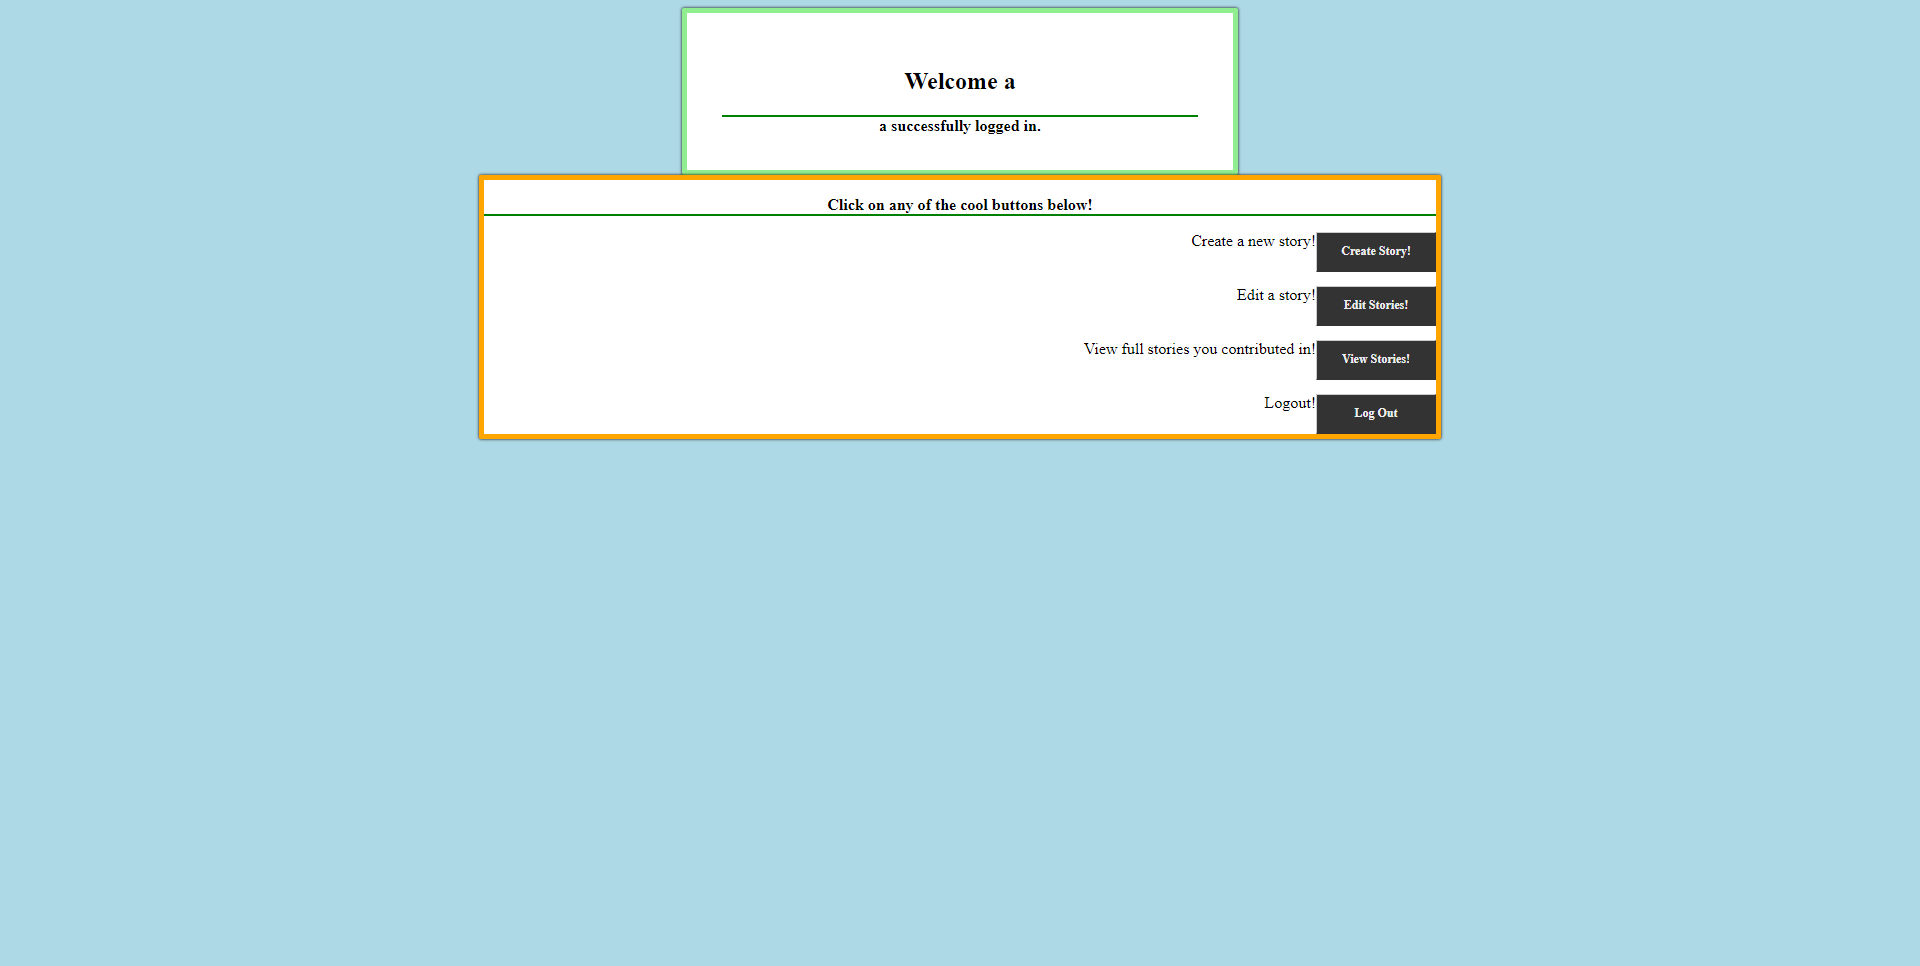 Welcome a
a successfully logged in.
Click on any of the cool buttons below!
Create a new story! Create Story!
Edit a story! Edit Stories!
View full stories you contributed in! View Stories!
Logout! Log Out